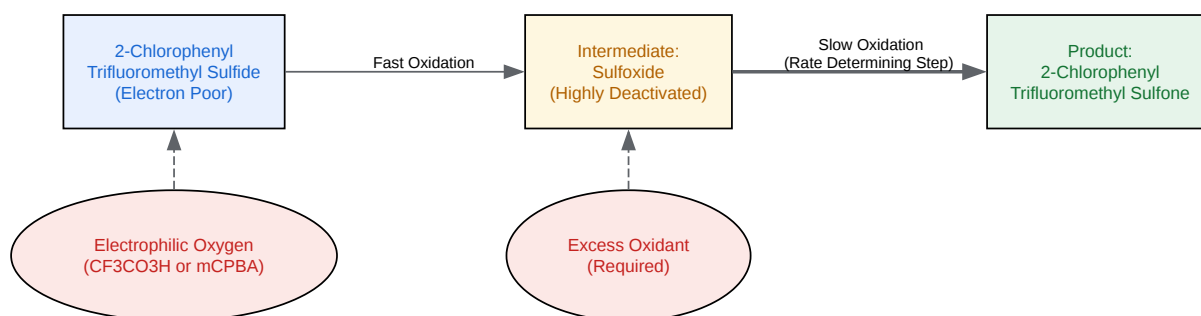 2-Chlorophenyl
Trifluoromethyl Sulfide
(Electron Poor)
Fast Oxidation
Intermediate:
Sulfoxide
(Highly Deactivated)
Slow Oxidation
(Rate Determining Step)
Product:
2-Chlorophenyl
Trifluoromethyl Sulfone
Electrophilic Oxygen
(CF3CO3H or mCPBA)
Excess Oxidant
(Required)